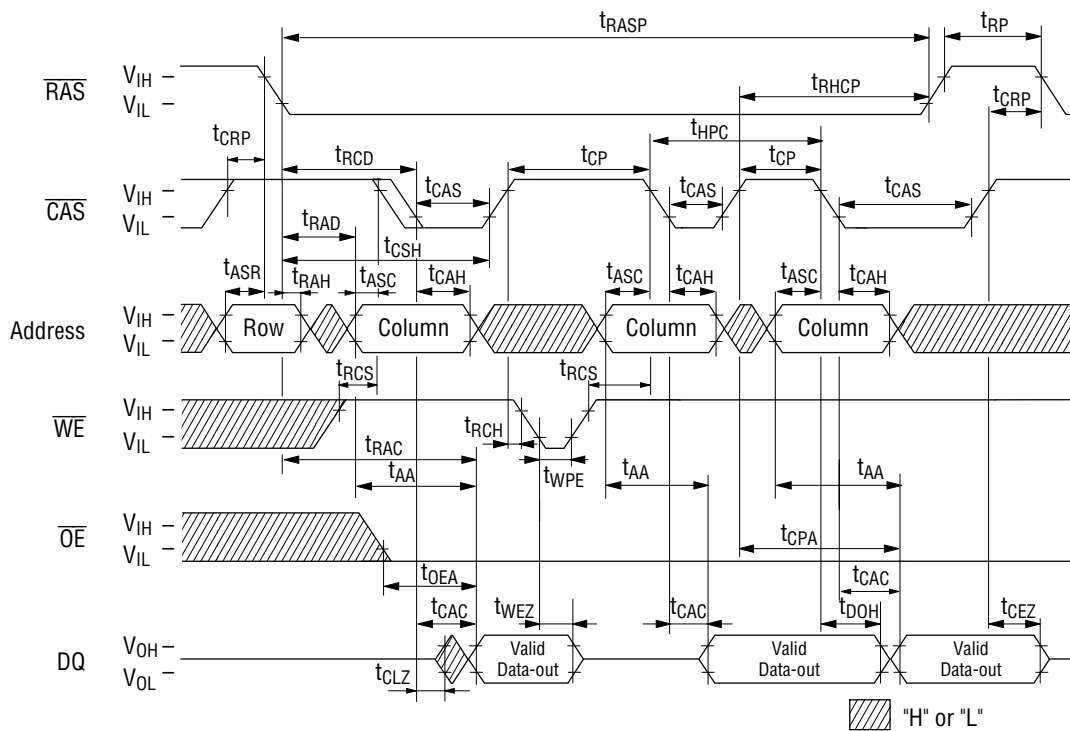 tRASP
tRP
RAS
VIH
VIL
tRHCP
tCRP
tCRP
tHPC
tRCD
tCP
tCP
CAS
VIH
VIL
tCAS
tCAS
tCAS
tRAD
tCSH
tASR
tRAH
tASC
tCAH
tASC
tCAH
tASC
tCAH
Address
VIH
VIL
Row
Column
Column
Column
tRCS
tRCS
WE
VIH
VIL
tRCH
tRAC
tWPE
tAA
tAA
tAA
OE
VIH
VIL
tCPA
tOEA
tCAC
tCAC
tWEZ
tCAC
tDOH
tCEZ
DQ
VOH
VOL
Valid
Data-out
Valid
Data-out
Valid
Data-out
tCLZ
"H" or "L"